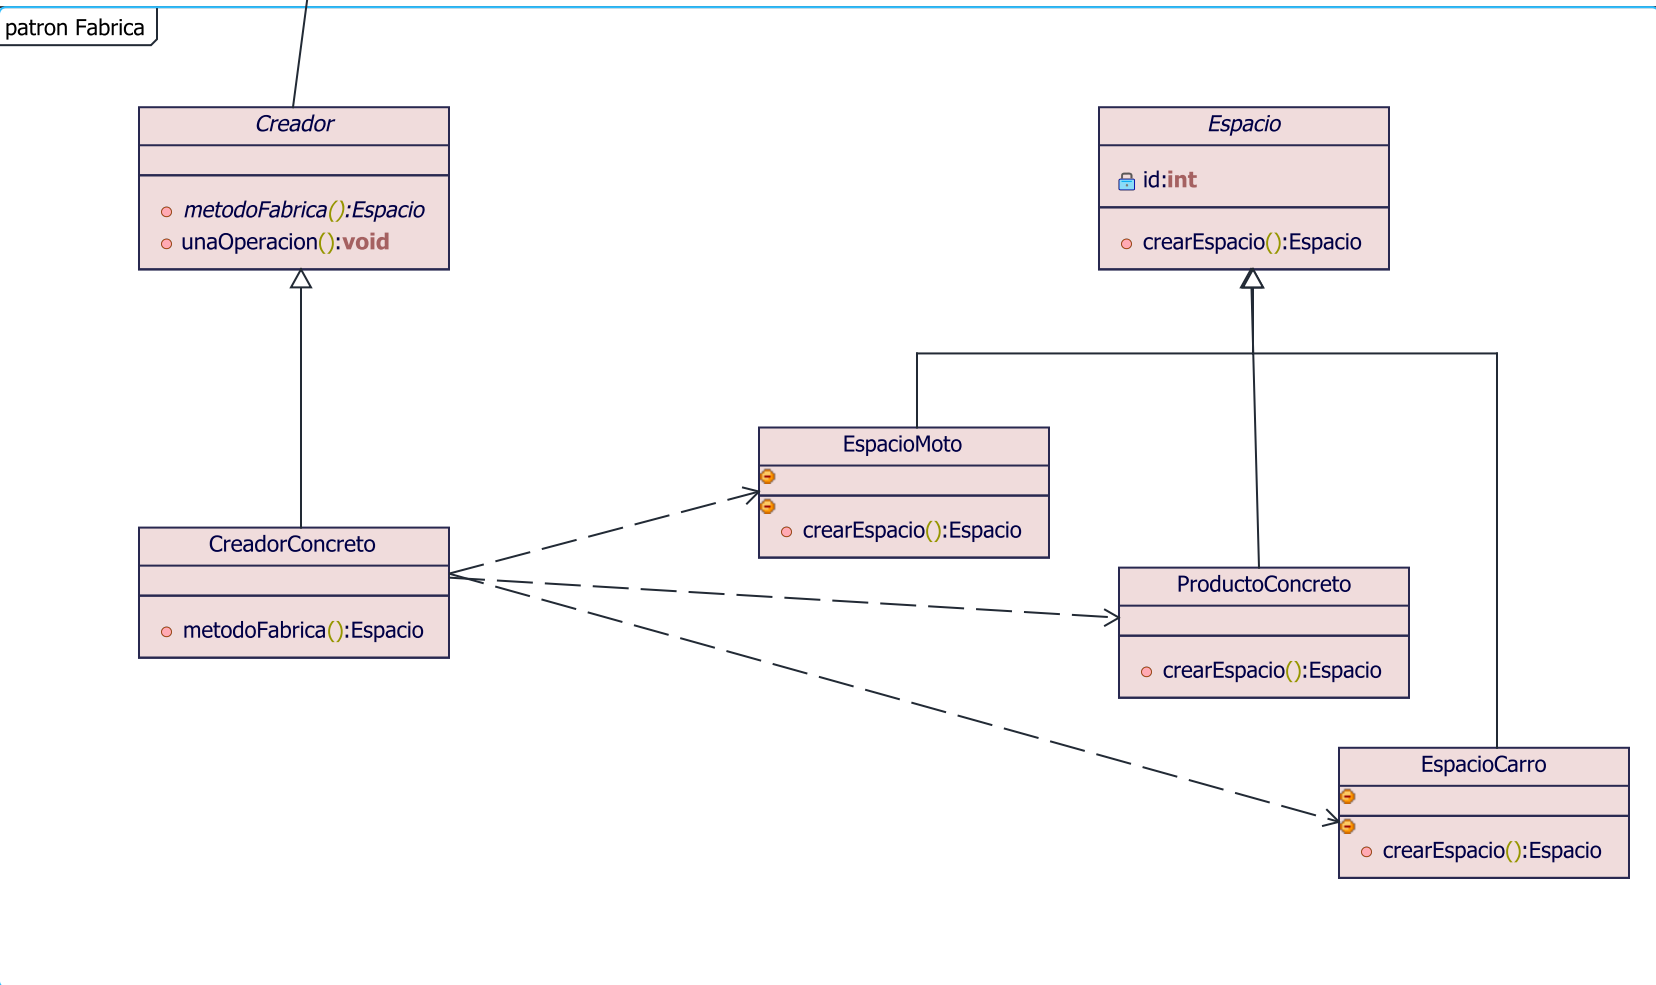 patron Fabrica
Creador
metodoFabrica():Espacio
unaOperacion():void
Espacio
id:int
crearEspacio():Espacio
EspacioMoto
crearEspacio():Espacio
CreadorConcreto
metodoFabrica():Espacio
ProductoConcreto
crearEspacio():Espacio
EspacioCarro
crearEspacio():Espacio